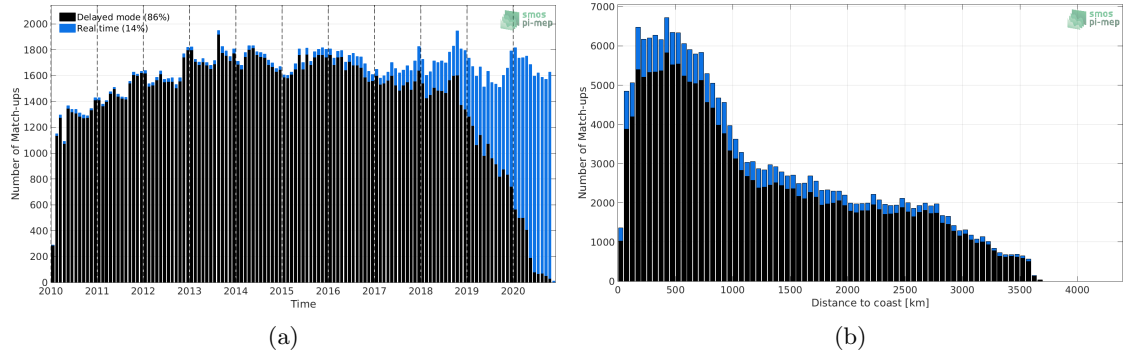 Delayed mode (86%)
Real time (14%)
smos
pi-mep
Number of Match-ups
2000
1800
1600
1400
1200
1000
800
600
400
200
0
2010 2011 2012 2013 2014 2015 2016 2017 2018 2019 2020
Time
(a)
smos
pi-mep
Number of Match-ups
7000
6000
5000
4000
3000
2000
1000
0
0 500 1000 1500 2000 2500 3000 3500 4000
Distance to coast [km]
(b)